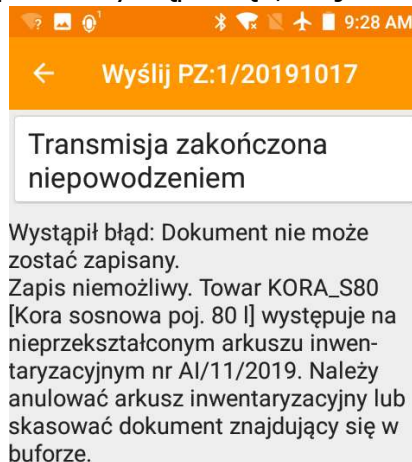 9:28 AM
Wyślij PZ:1/20191017
Transmisja zakończona
niepowodzeniem
Wystąpił błąd: Dokument nie może
zostać zapisany.
Zapis niemożliwy. Towar KORA_S80
[Kora sosnowa poj. 80 l] występuje na
nieprzekształconym arkuszu inwen-
taryzacyjnym nr AI/11/2019. Należy
anulować arkusz inwentaryzacyjny lub
skasować dokument znajdujący się w
buforze.